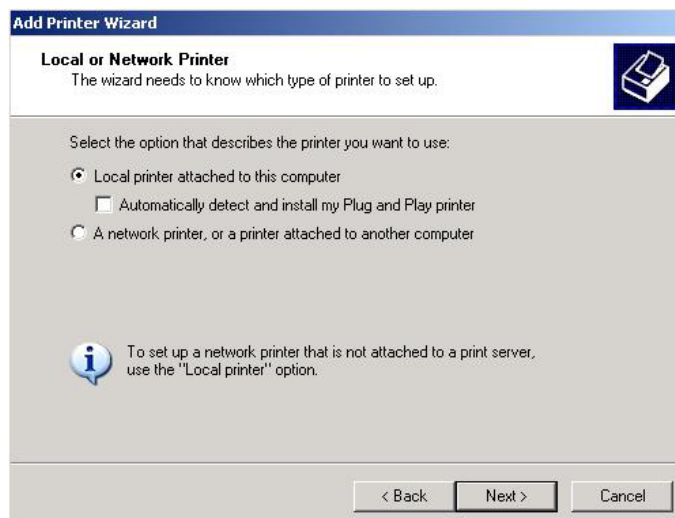 Add Printer Wizard
Local or Network Printer
The wizard needs to know which type of printer to set up.
Select the option that describes the printer you want to use:
Local printer attached to this computer
Automatically detect and install my Plug and Play printer
A network printer, or a printer attached to another computer
To set up a network printer that is not attached to a print server,
use the "Local printer" option.
< Back Next > Cancel